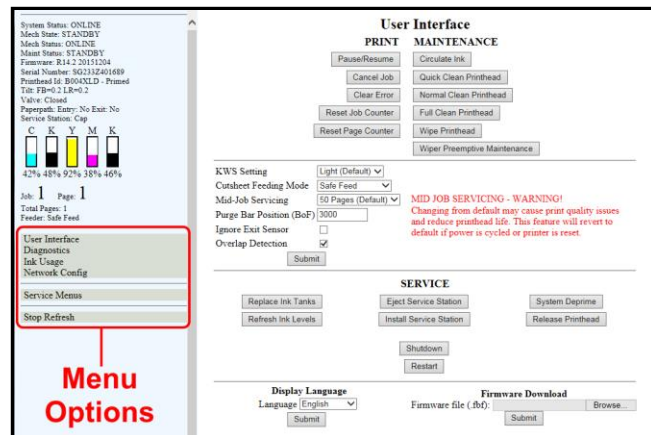 System Status: ONLINE
Mech State: STANDBY
Mech Status: ONLINE
Maint Status: STANDBY
Firmware: R14.2 20151204
Serial Number: SG233Z401689
Printhead Id: B004XLD - Primed
Tilt: FB=0.2 LR=0.2
Valve: Closed
Paperpath: Entry: No Exit: No
Service Station: Cap
C K Y M K
42% 48% 92% 38% 46%
Job: 1 Page: 1
Total Pages: 1
Feeder: Safe Feed
User Interface
Diagnostics
Ink Usage
Network Config
Service Menus
Stop Refresh
Menu
Options
User Interface
PRINT MAINTENANCE
Pause/Resume Circulate Ink
Cancel Job Quick Clean Printhead
Clear Error Normal Clean Printhead
Reset Job Counter Full Clean Printhead
Reset Page Counter Wipe Printhead
Wiper Preemptive Maintenance
KWS Setting Light (Default)
Cutsheet Feeding Mode Safe Feed
Mid-Job Servicing 50 Pages (Default)
Purge Bar Position (BoF) 3000
Ignore Exit Sensor
Overlap Detection
Submit
MID JOB SERVICING - WARNING!
Changing from default may cause print quality issues
and reduce printhead life. This feature will revert to
default if power is cycled or printer is reset.
SERVICE
Replace Ink Tanks Eject Service Station System Deprime
Refresh Ink Levels Install Service Station Release Printhead
Shutdown
Restart
Display Language
Language English
Submit
Firmware Download
Firmware file (.fbf): Browse...
Submit